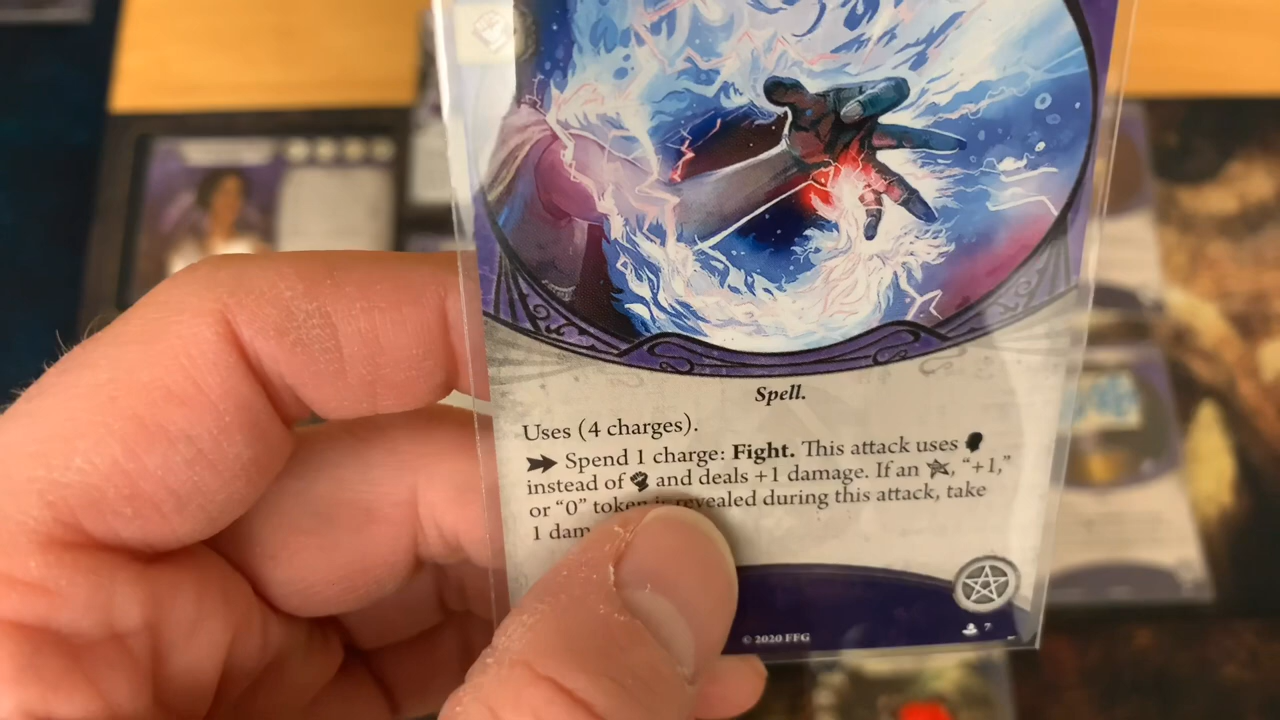 Spell.
Uses (4 charges).
Spend 1 charge: Fight. This attack uses
instead of and deals +1 damage. If an , “+1,”
or “0” token is revealed during this attack, take
1 dam
© 2020 FFG
7